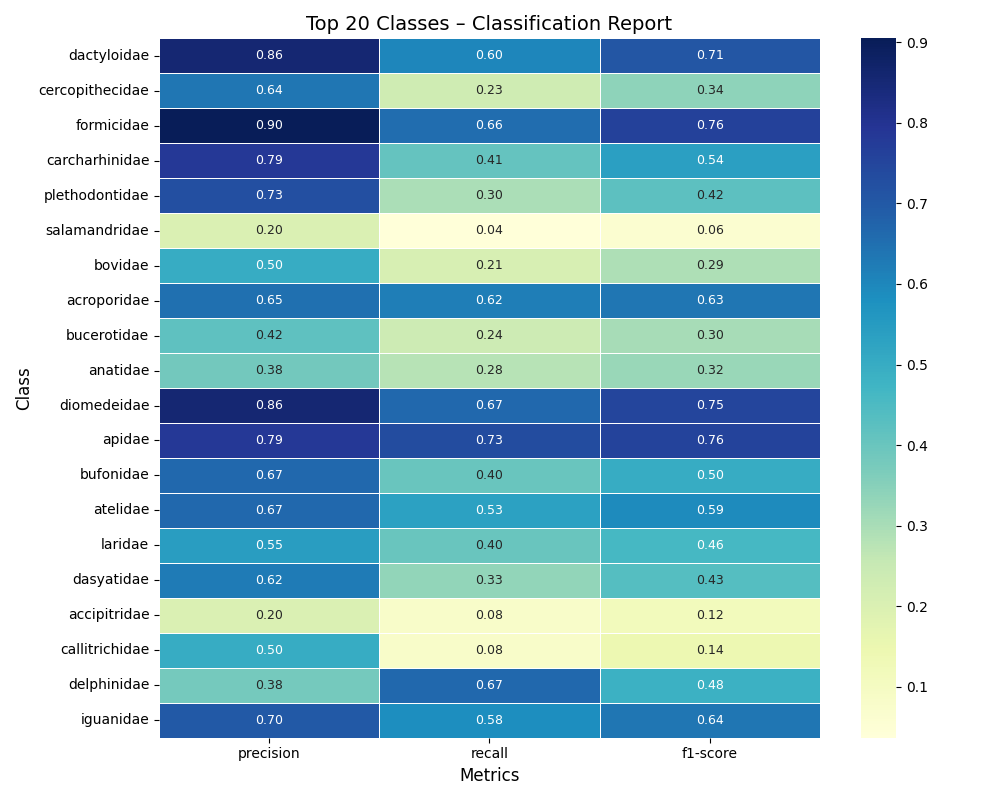 Top 20 Classes – Classification Report
Class
dactyloidae 0.86 0.60 0.71
cercopithecidae 0.64 0.23 0.34
formicidae 0.90 0.66 0.76
carcharhinidae 0.79 0.41 0.54
plethodontidae 0.73 0.30 0.42
salamandridae 0.20 0.04 0.06
bovidae 0.50 0.21 0.29
acroporidae 0.65 0.62 0.63
bucerotidae 0.42 0.24 0.30
anatidae 0.38 0.28 0.32
diomedeidae 0.86 0.67 0.75
apidae 0.79 0.73 0.76
bufonidae 0.67 0.40 0.50
atelidae 0.67 0.53 0.59
laridae 0.55 0.40 0.46
dasyatidae 0.62 0.33 0.43
accipitridae 0.20 0.08 0.12
callitrichidae 0.50 0.08 0.14
delphinidae 0.38 0.67 0.48
iguanidae 0.70 0.58 0.64
precision recall f1-score
Metrics
0.9
0.8
0.7
0.6
0.5
0.4
0.3
0.2
0.1